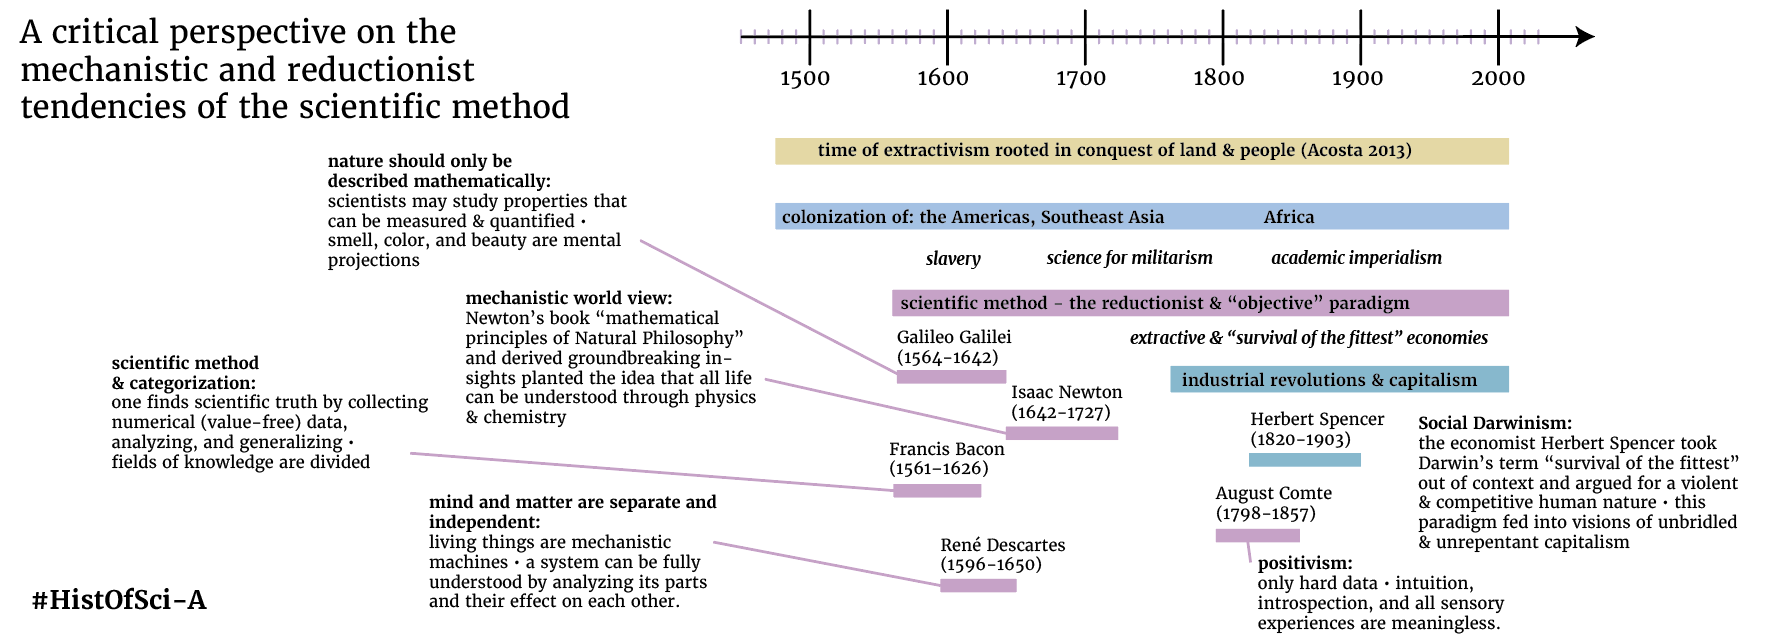 A critical perspective on the
mechanistic and reductionist
tendencies of the scientific method
1500 1600 1700 1800 1900 2000
time of extractivism rooted in conquest of land & people (Acosta 2013)
colonization of: the Americas, Southeast Asia Africa
slavery science for militarism academic imperialism
scientific method - the reductionist & “objective” paradigm
extractive & “survival of the fittest” economies
industrial revolutions & capitalism
nature should only be
described mathematically:
scientists may study properties that
can be measured & quantified •
smell, color, and beauty are mental
projections
Galileo Galilei
(1564-1642)
mechanistic world view:
Newton’s book “mathematical
principles of Natural Philosophy”
and derived groundbreaking in-
sights planted the idea that all life
can be understood through physics
& chemistry
Isaac Newton
(1642-1727)
scientific method
& categorization:
one finds scientific truth by collecting
numerical (value-free) data,
analyzing, and generalizing •
fields of knowledge are divided
Francis Bacon
(1561-1626)
mind and matter are separate and
independent:
living things are mechanistic
machines • a system can be fully
understood by analyzing its parts
and their effect on each other.
René Descartes
(1596-1650)
Herbert Spencer
(1820-1903)
Social Darwinism:
the economist Herbert Spencer took
Darwin’s term “survival of the fittest”
out of context and argued for a violent
& competitive human nature • this
paradigm fed into visions of unbridled
& unrepentant capitalism
August Comte
(1798-1857)
positivism:
only hard data • intuition,
introspection, and all sensory
experiences are meaningless.
#HistOfSci-A